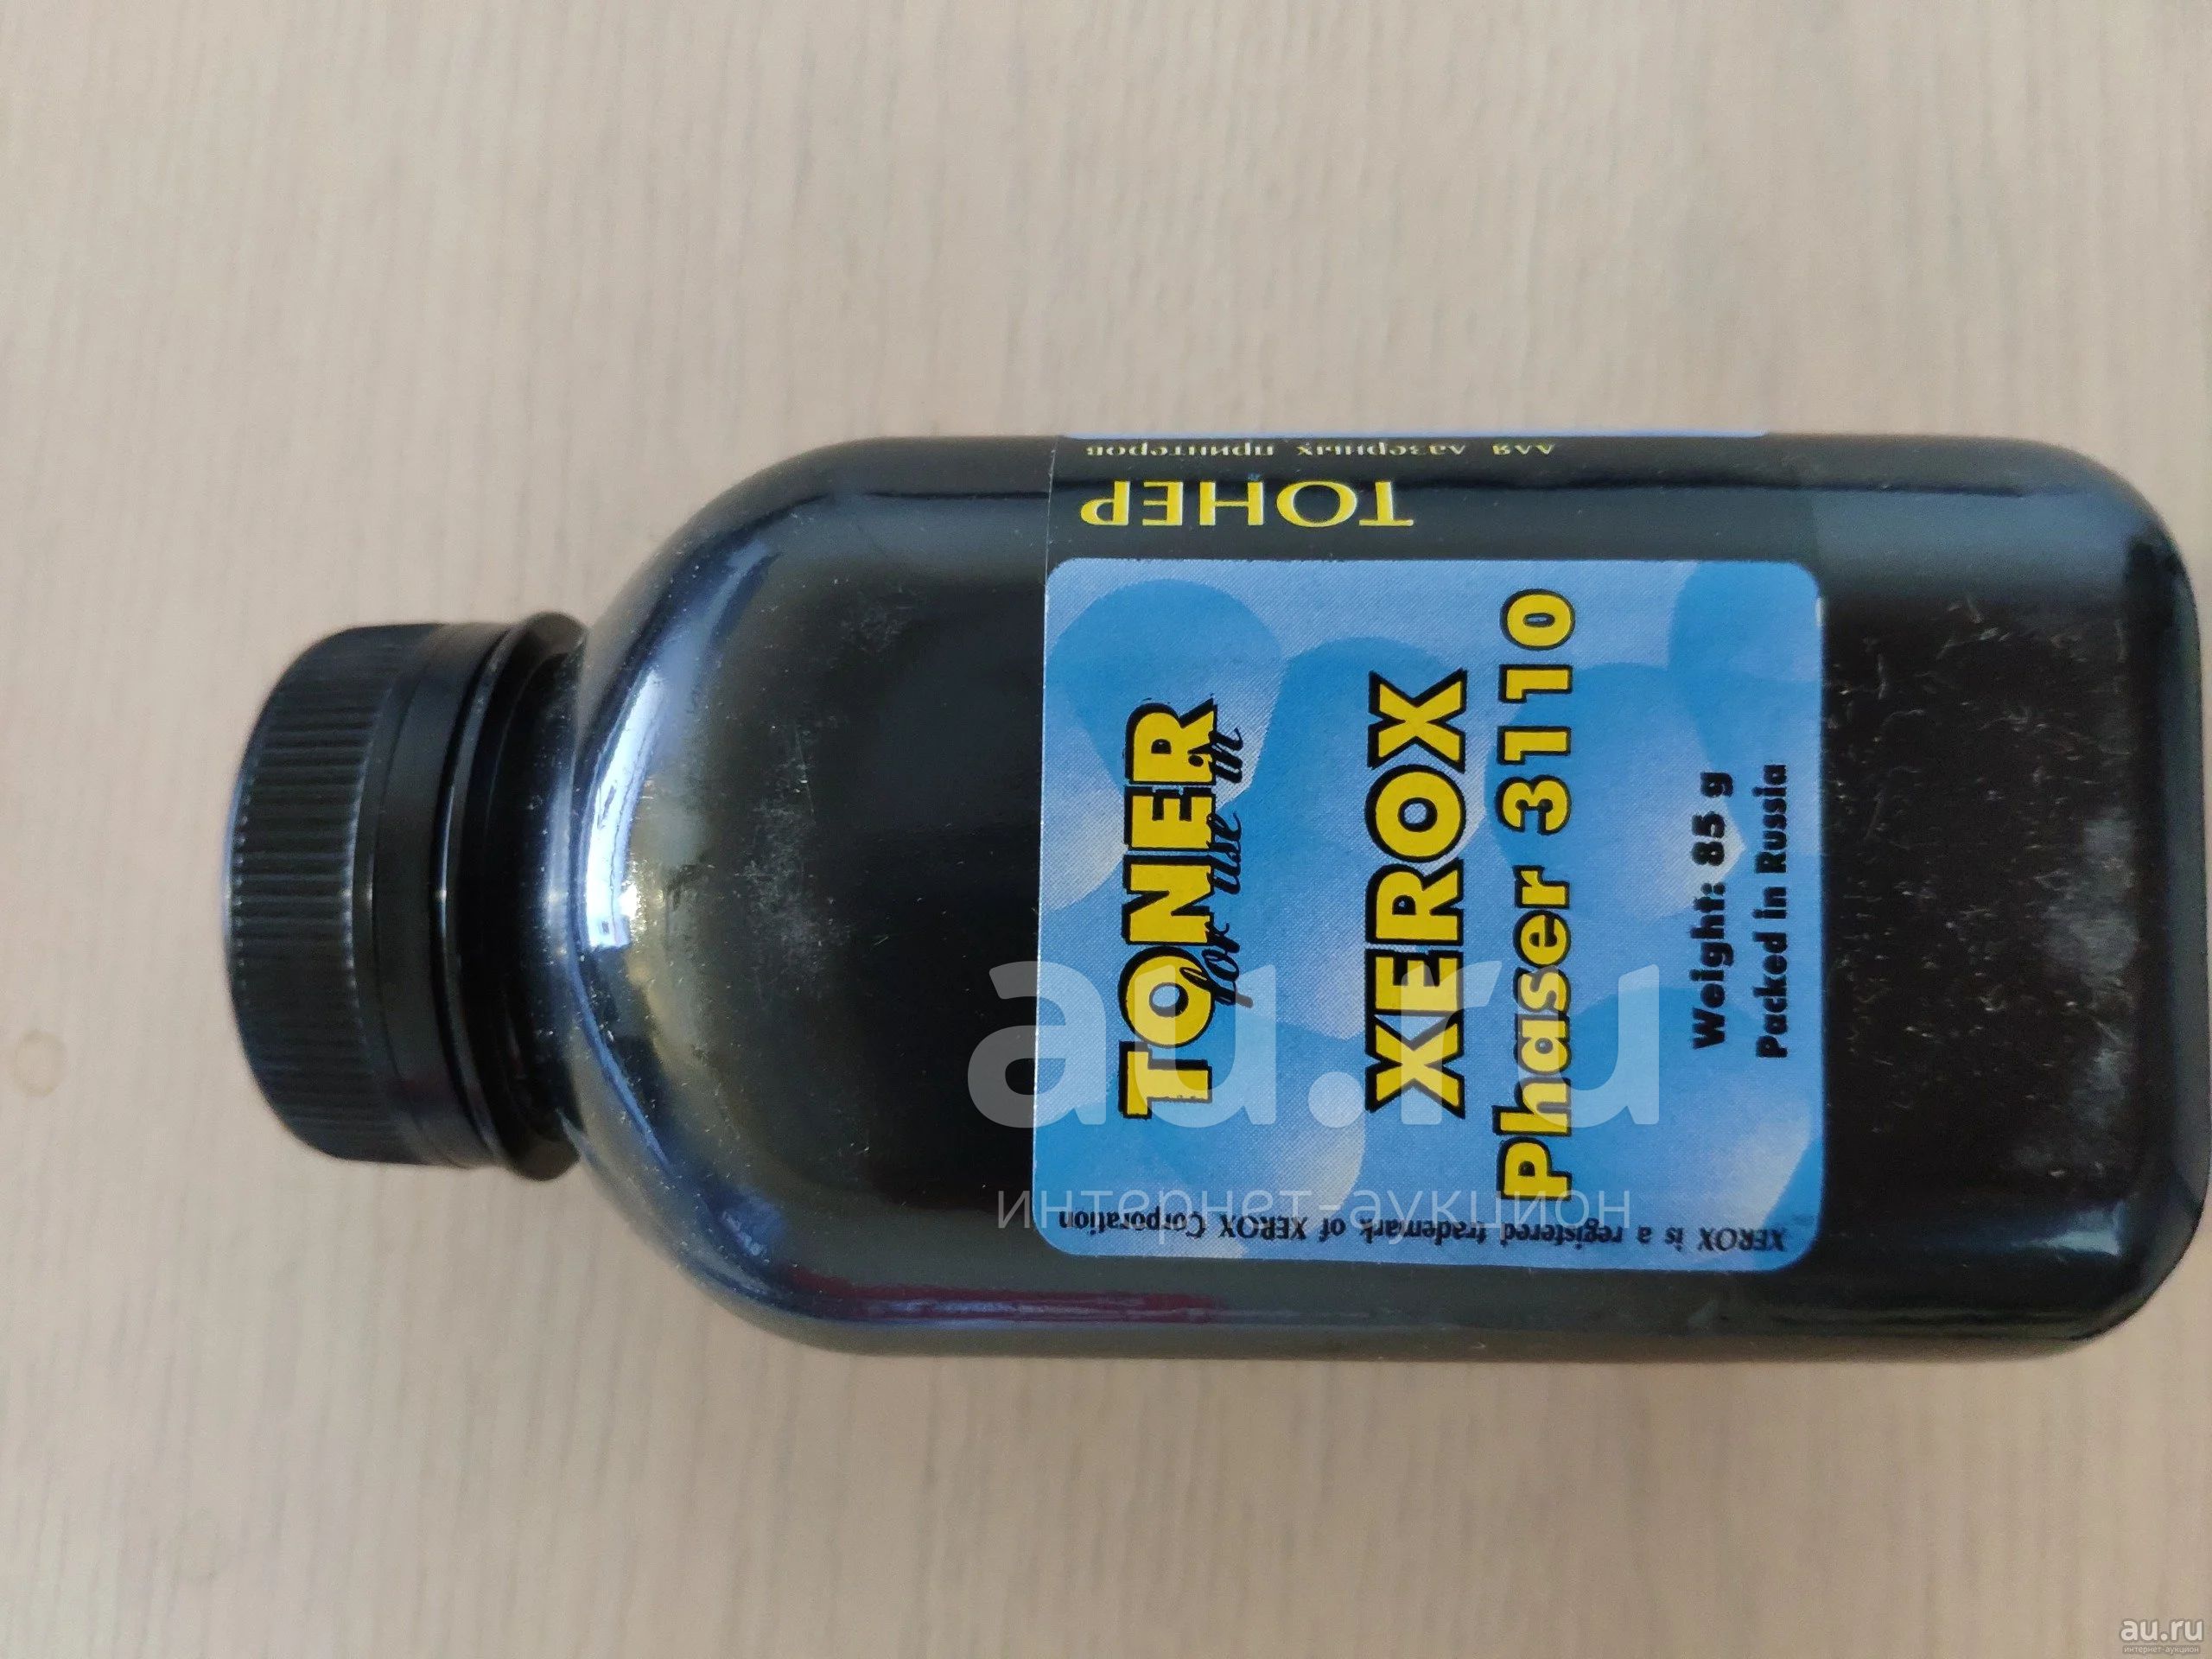 TONER
for use in
XEROX
Phaser 3110
Weight: 85 g
Packed in Russia
XEROX is a registered trademark of XEROX Corporation
ТОНЕР
для лазерных принтеров
au.ru
интернет-аукцион
au.ru
интернет-аукцион